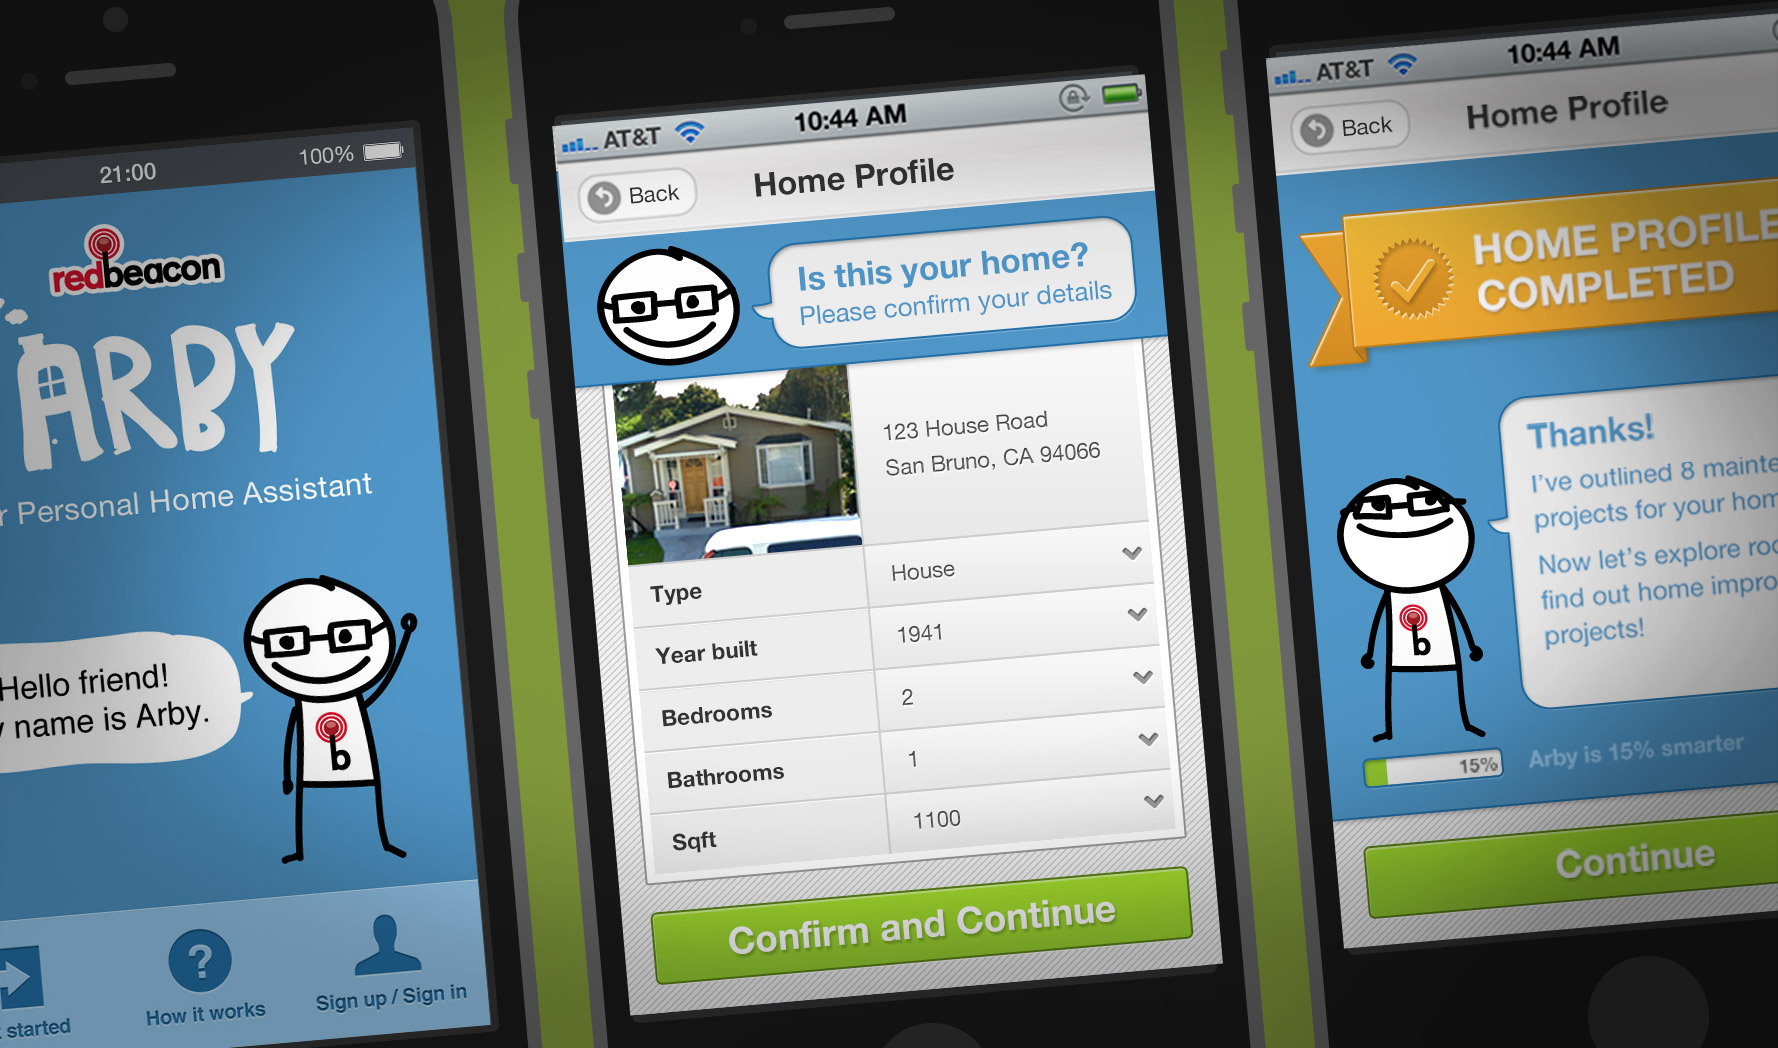 21:00
100%
redbeacon
ARBY
Personal Home Assistant
Hello friend!
name is Arby.
b
started
How it works
Sign up / Sign in
AT&T
10:44 AM
Back
Home Profile
Is this your home?
Please confirm your details
123 House Road
San Bruno, CA 94066
Type
House
Year built
1941
Bedrooms
2
Bathrooms
1
Sqft
1100
Confirm and Continue
AT&T
10:44 AM
Back
Home Profile
HOME PROFILE
COMPLETED
Thanks!
I've outlined 8
projects for your
Now let's explore
find out home
projects!
b
15%
Arby is 15% smarter
Continue